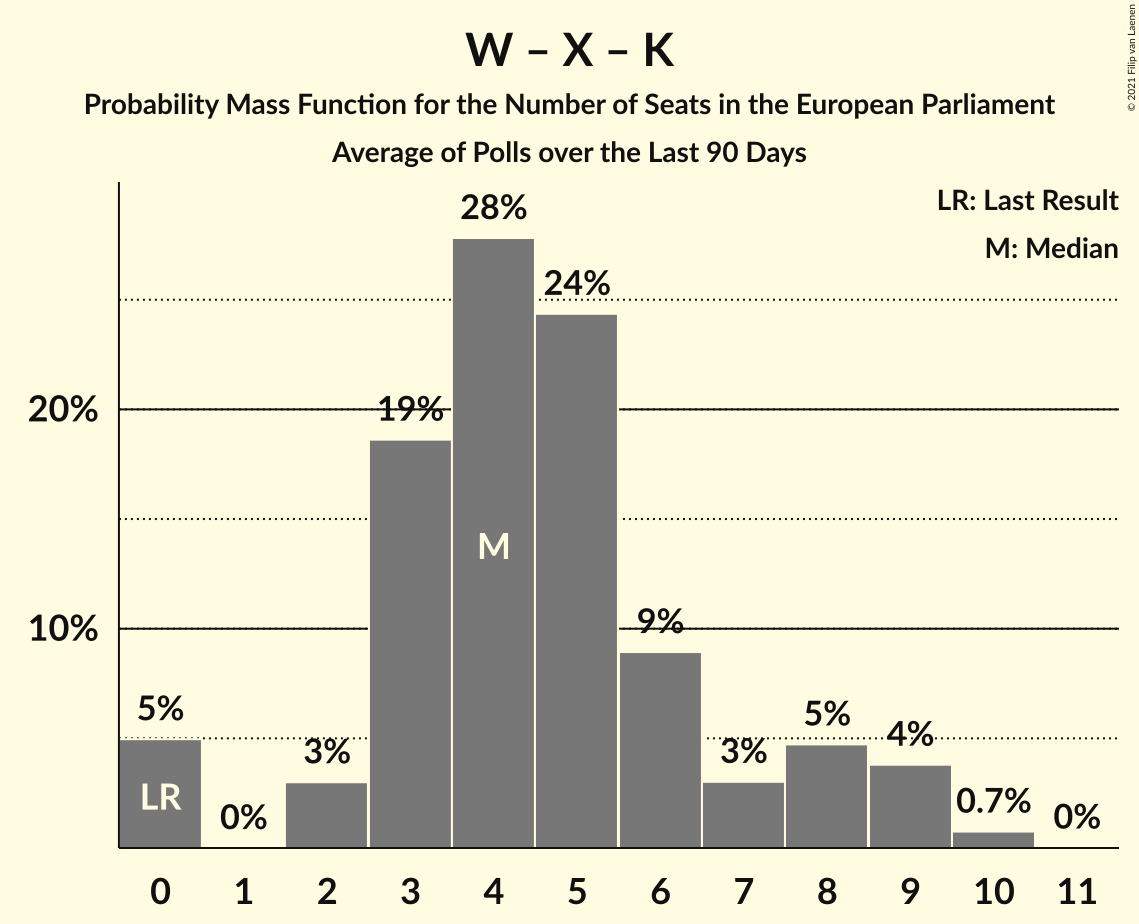 W – X – K
Probability Mass Function for the Number of Seats in the European Parliament
Average of Polls over the Last 90 Days
© 2021 Filip van Laenen
LR: Last Result
M: Median
28%
24%
20%
19%
M
10%
9%
5%
3%
5%
4%
3%
LR
0%
0.7%
0%
0 1 2 3 4 5 6 7 8 9 10 11